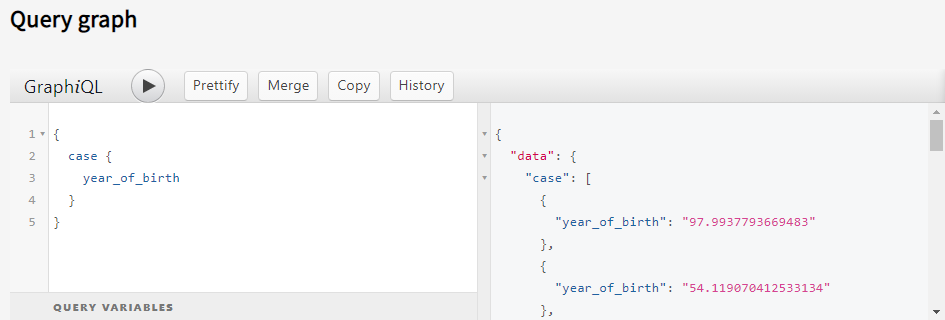 Query graph
GraphiQL
Prettify
Merge
Copy
History
1 {
2 case {
3 year_of_birth
4 }
5 }
QUERY VARIABLES
{
"data": {
"case": [
{
"year_of_birth": "97.9937793669483"
},
{
"year_of_birth": "54.119070412533134"
},